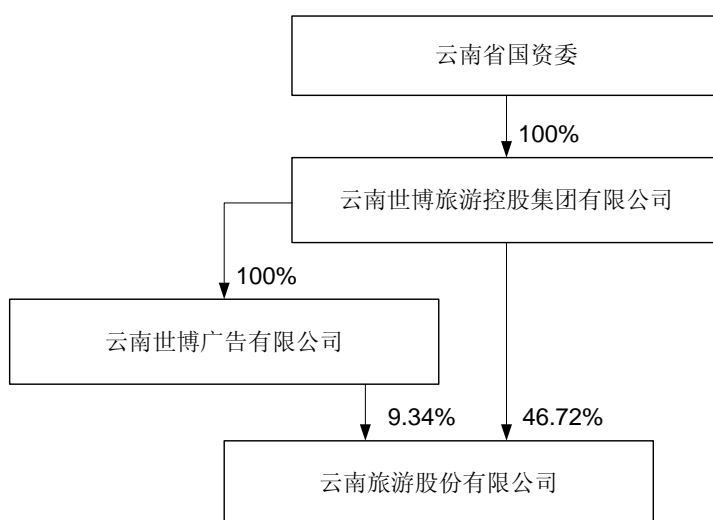 云南省国资委
100%
云南世博旅游控股集团有限公司
100%
云南世博广告有限公司
9.34%
46.72%
云南旅游股份有限公司